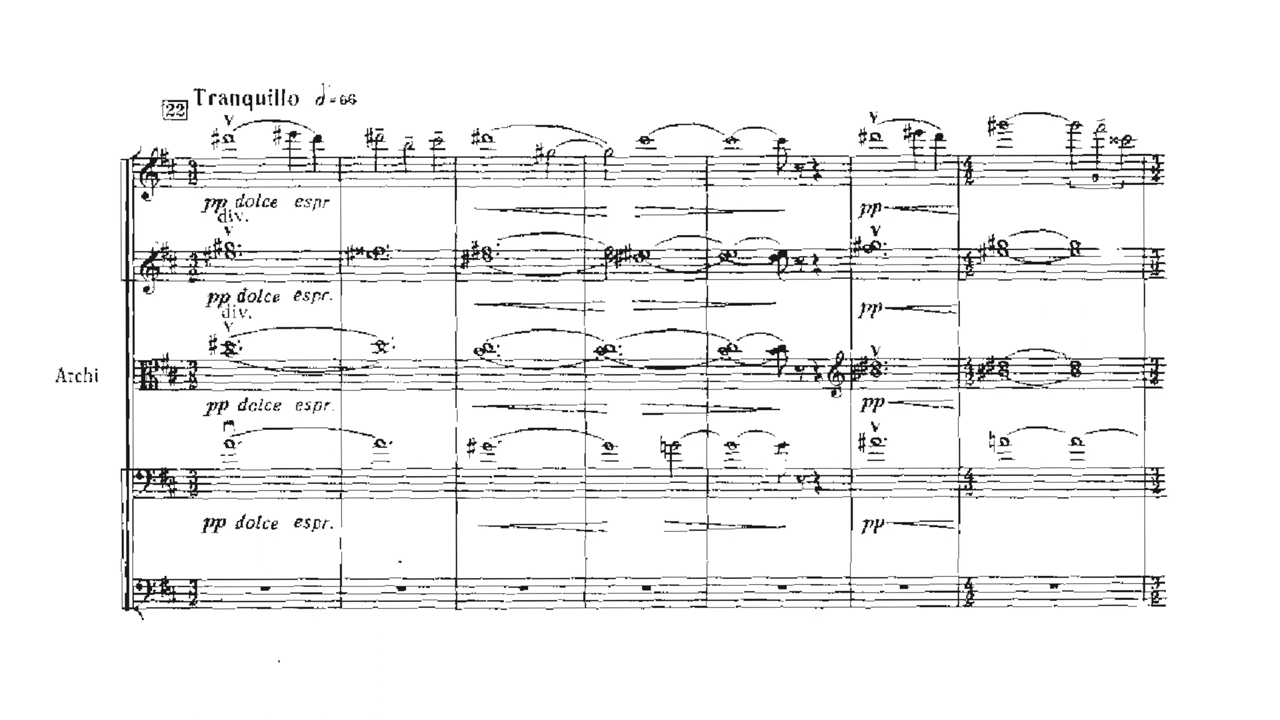 22 Tranquillo 𝅗𝅥=66
pp dolce espr
div.
pp
pp dolce espr.
div.
pp
Archi
pp dolce espr.
pp
pp dolce espr.
pp